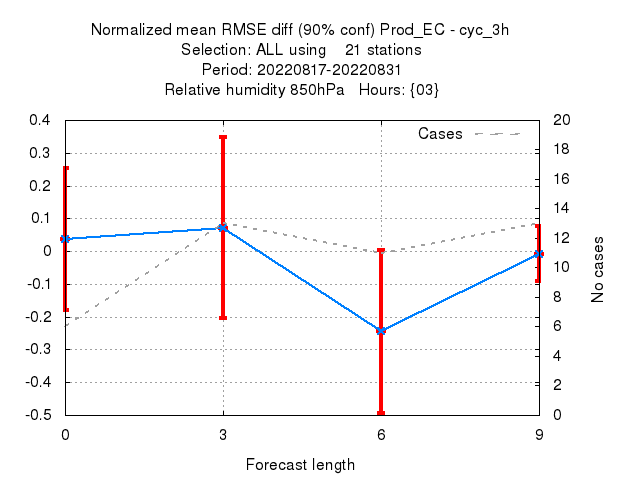 Normalized mean RMSE diff (90% conf) Prod_EC - cyc_3h
Selection: ALL using    21 stations
Period: 20220817-20220831
Relative humidity 850hPa   Hours: {03}
Cases
0.4
0.3
0.2
0.1
0
-0.1
-0.2
-0.3
-0.4
-0.5
20
18
16
14
12
10
8
6
4
2
0
No cases
0 3 6 9
Forecast length